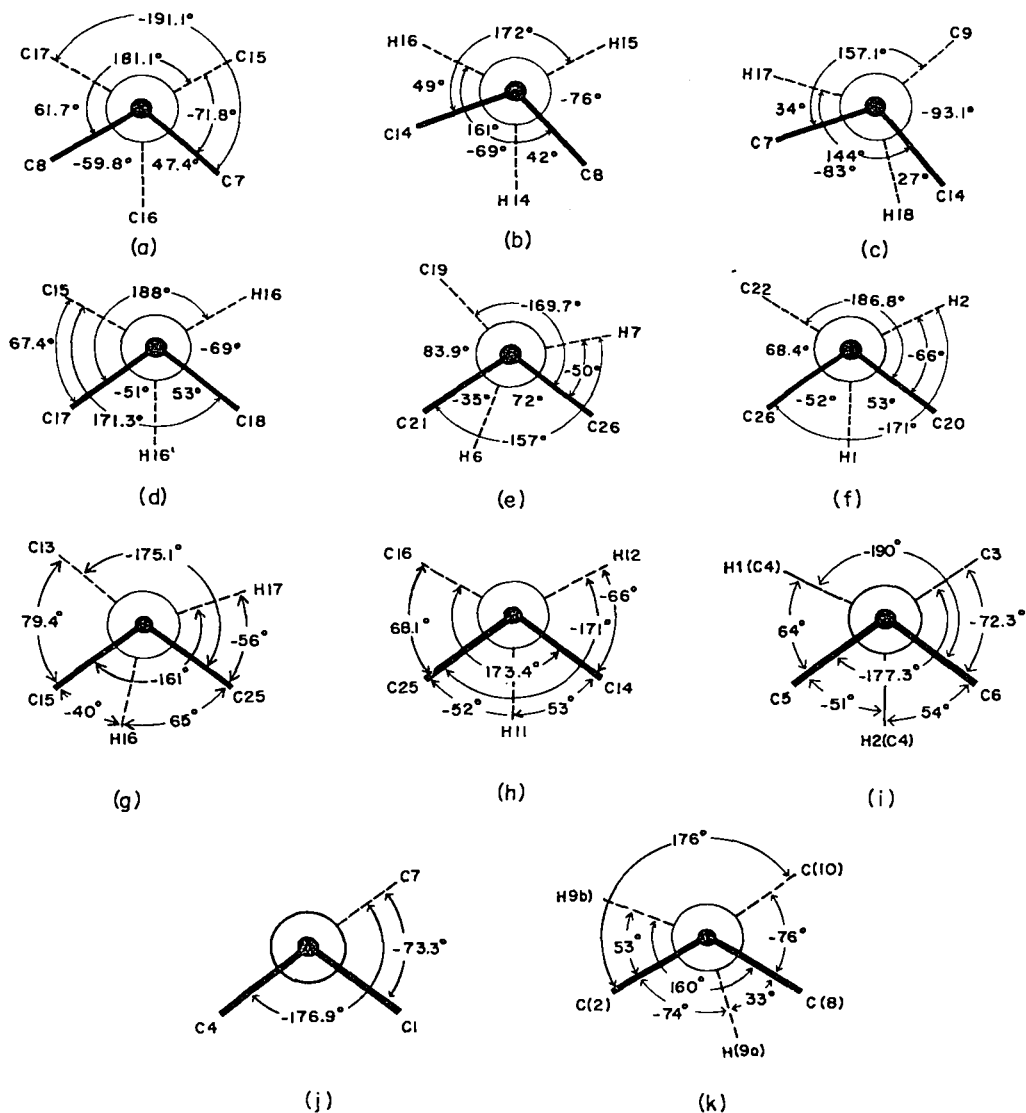 -191.1°
C17
C15
181.1°
61.7°
-71.8°
C8
-59.8°
47.4°
C7
C16
(a)
H16
172°
H15
49°
-76°
C14
161°
-69°
42°
C8
H14
(b)
157.1°
C9
H17
34°
-93.1°
C7
144°
-83°
27°
C14
H18
(c)
C15
188°
H16
67.4°
-69°
-51°
53°
C17
171.3°
C18
H16'
(d)
C19
-169.7°
H7
83.9°
-50°
-35°
72°
C21
-157°
C26
H6
(e)
C22
-186.8°
H2
68.4°
-66°
-52°
53°
C26
-171°
C20
H1
(f)
C13
-175.1°
H17
79.4°
-56°
-161°
C15
C25
-40°
65°
H16
(g)
C16
H12
-66°
68.1°
-171°
173.4°
C25
C14
-52°
53°
H11
(h)
-190°
H1(C4)
C3
64°
-72.3°
-177.3°
C5
C6
-51°
54°
H2(C4)
(i)
C7
-73.3°
C4
-176.9°
C1
(j)
176°
C(10)
H9b)
53°
-76°
160°
C(2)
33°
C(8)
-74°
H(9a)
(k)